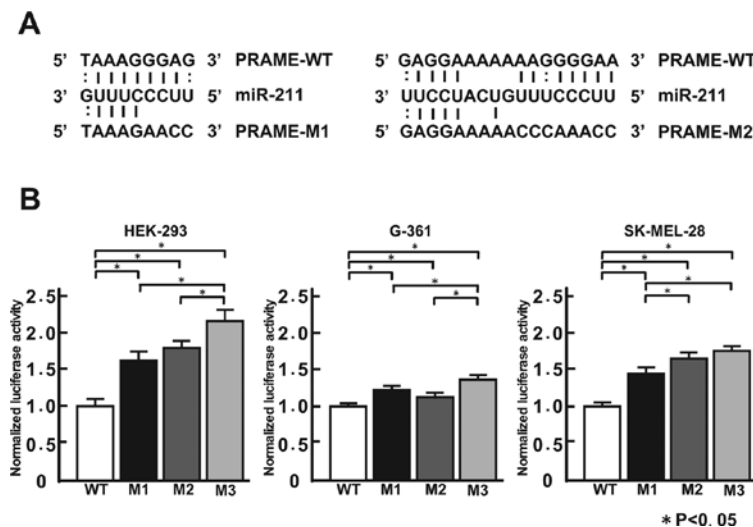 A
5' TAAAGGGAG 3' PRAME-WT
3' GUUUCCCUU 5' miR-211
5' TAAAGAACC 3' PRAME-M1
5' GAGGAAAAAAAGGGGAA 3' PRAME-WT
3' UUCCUACUGUUUCCCUU 5' miR-211
5' GAGGAAAAACCCAAACC 3' PRAME-M2
B
HEK-293
Normalized luciferase activity
2.5
2.0
1.5
1.0
0.5
0
WT M1 M2 M3
* * * * *
G-361
Normalized luciferase activity
2.5
2.0
1.5
1.0
0.5
0
WT M1 M2 M3
* * * * *
SK-MEL-28
Normalized luciferase activity
2.5
2.0
1.5
1.0
0.5
0
WT M1 M2 M3
* * * * *
* P<0.05